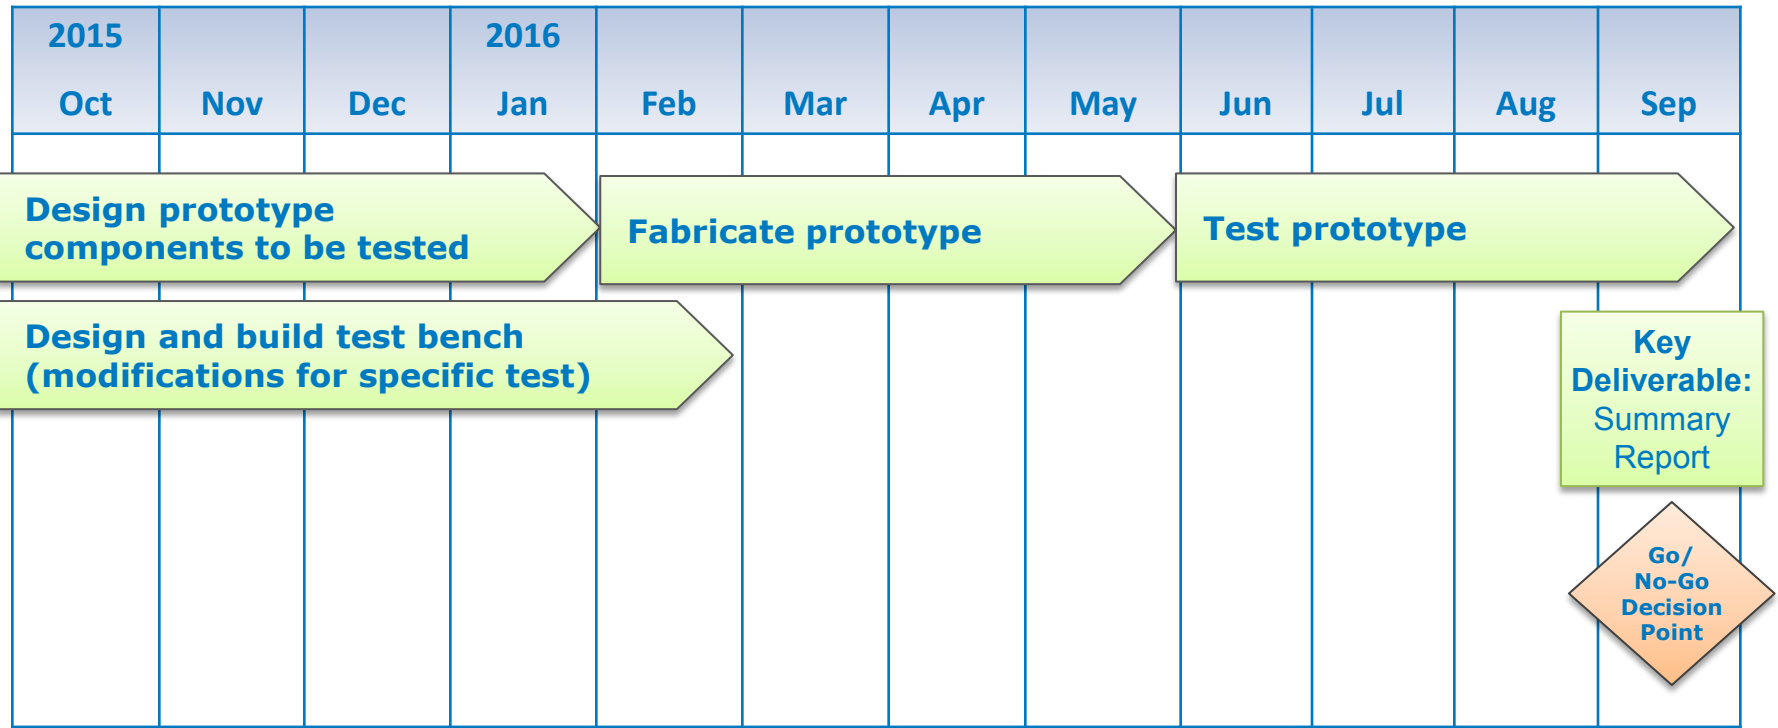 2015 2016
Oct Nov Dec Jan Feb Mar Apr May Jun Jul Aug Sep
Design prototype
components to be tested
Fabricate prototype
Test prototype
Design and build test bench
(modifications for specific test)
Key
Deliverable:
Summary
Report
Go/
No-Go
Decision
Point